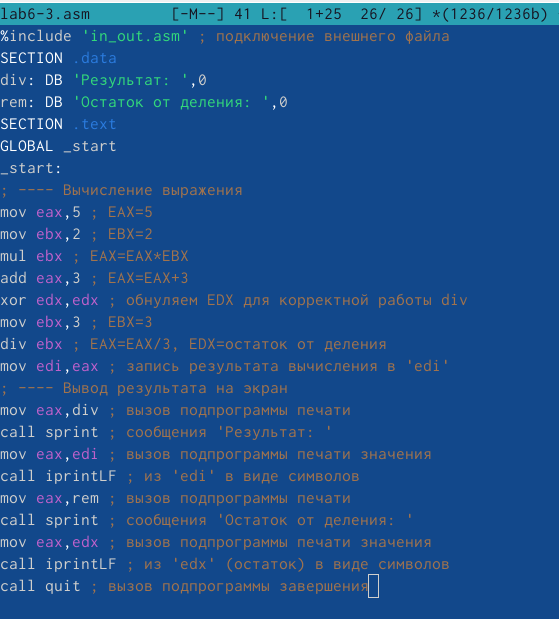 lab6-3.asm         [-M--] 41 L:[  1+25  26/ 26] *(1236/1236b)
%include 'in_out.asm' ; подключение внешнего файла
SECTION .data
div: DB 'Результат: ',0
rem: DB 'Остаток от деления: ',0
SECTION .text
GLOBAL _start
_start:
; ---- Вычисление выражения
mov eax,5 ; EAX=5
mov ebx,2 ; EBX=2
mul ebx ; EAX=EAX*EBX
add eax,3 ; EAX=EAX+3
xor edx,edx ; обнуляем EDX для корректной работы div
mov ebx,3 ; EBX=3
div ebx ; EAX=EAX/3, EDX=остаток от деления
mov edi,eax ; запись результата вычисления в 'edi'
; ---- Вывод результата на экран
mov eax,div ; вызов подпрограммы печати
call sprint ; сообщения 'Результат: '
mov eax,edi ; вызов подпрограммы печати значения
call iprintLF ; из 'edi' в виде символов
mov eax,rem ; вызов подпрограммы печати
call sprint ; сообщения 'Остаток от деления: '
mov eax,edx ; вызов подпрограммы печати значения
call iprintLF ; из 'edx' (остаток) в виде символов
call quit ; вызов подпрограммы завершения